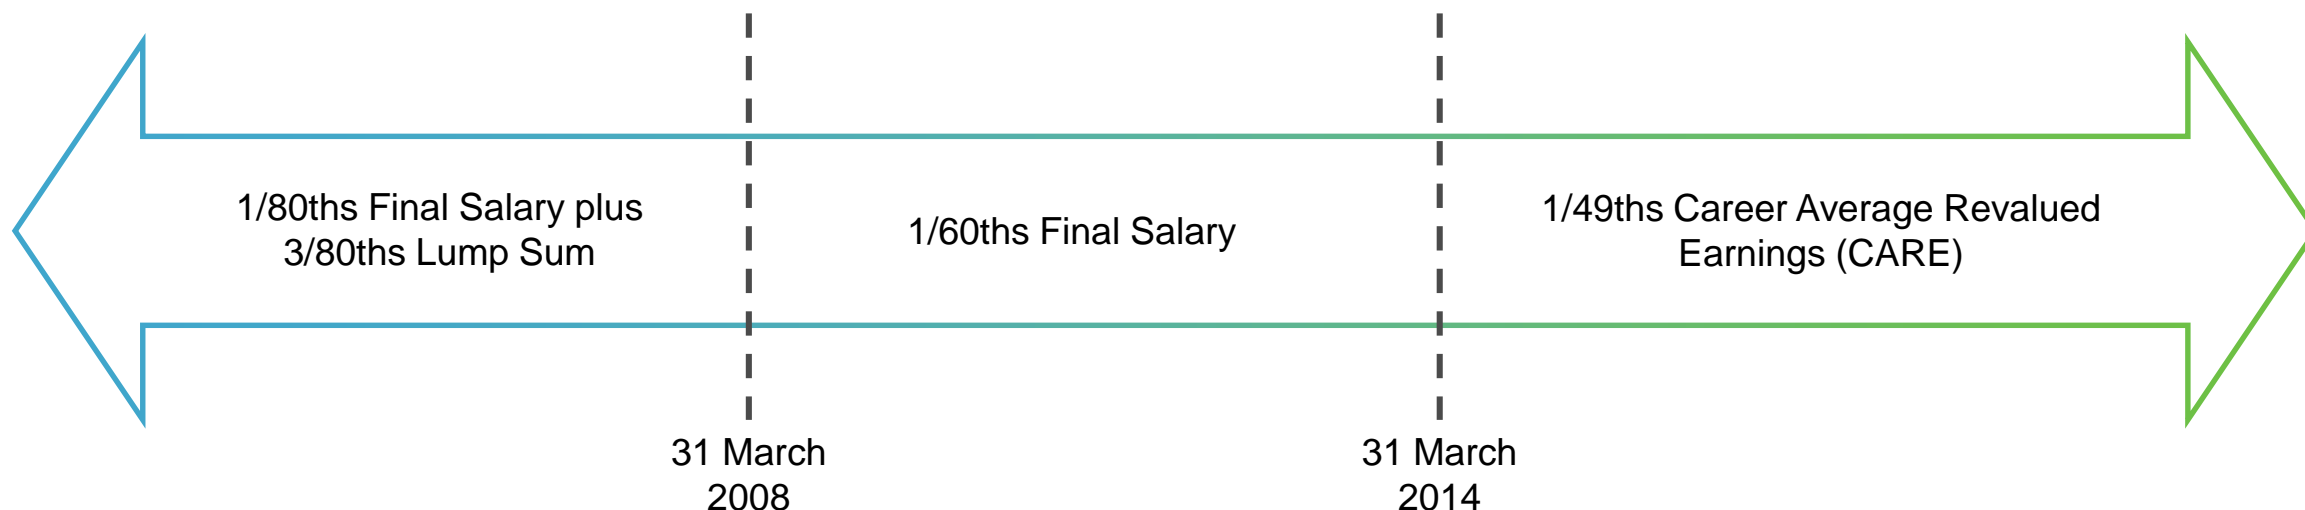 1/80ths Final Salary plus
3/80ths Lump Sum
1/60ths Final Salary
1/49ths Career Average Revalued
Earnings (CARE)
31 March
2008
31 March
2014